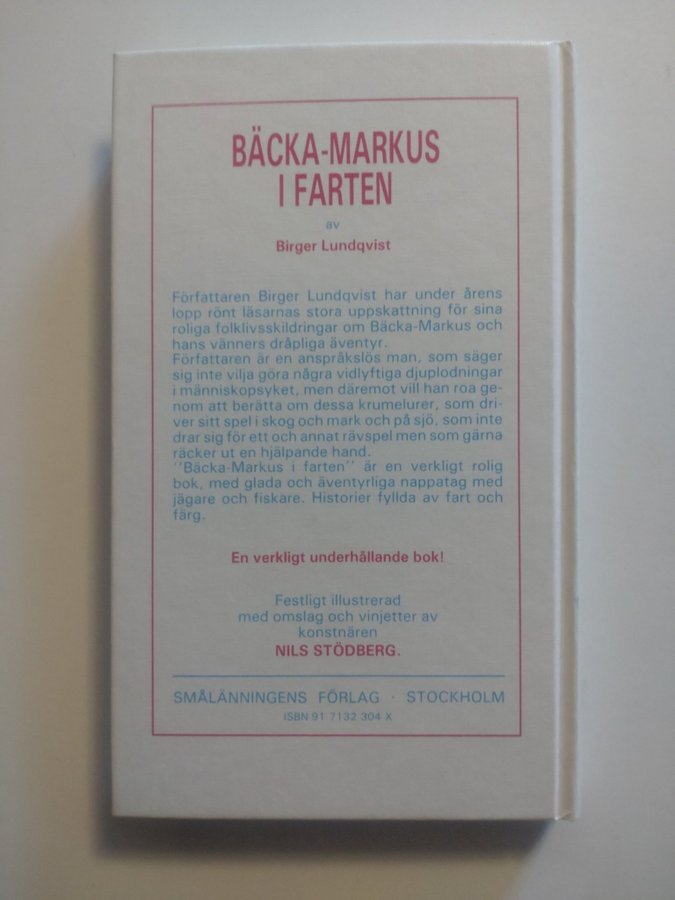 BÄCKA-MARKUS
I FARTEN
av
Birger Lundqvist
Författaren Birger Lundqvist har under årens
lopp rönt läsarnas stora uppskattning för sina
roliga folklivsskildringar om Bäcka-Markus och
hans vänners dråpliga äventyr.
Författaren är en anspråkslös man, som säger
sig inte vilja göra några vidlyftiga djuplodningar
i människopsyket, men däremot vill han roa ge-
nom att berätta om dessa krumelurer, som dri-
ver sitt spel i skog och mark och på sjö, som inte
drar sig för ett och annat rävspel men som gärna
räcker ut en hjälpande hand.
''Bäcka-Markus i farten'' är en verkligt rolig
bok, med glada och äventyrliga nappatag med
jägare och fiskare. Historier fyllda av fart och
färg.
En verkligt underhållande bok!
Festligt illustrerad
med omslag och vinjetter av
konstnären
NILS STÖDBERG.
SMÅLÄNNINGENS FÖRLAG · STOCKHOLM
ISBN 91 7132 304 X